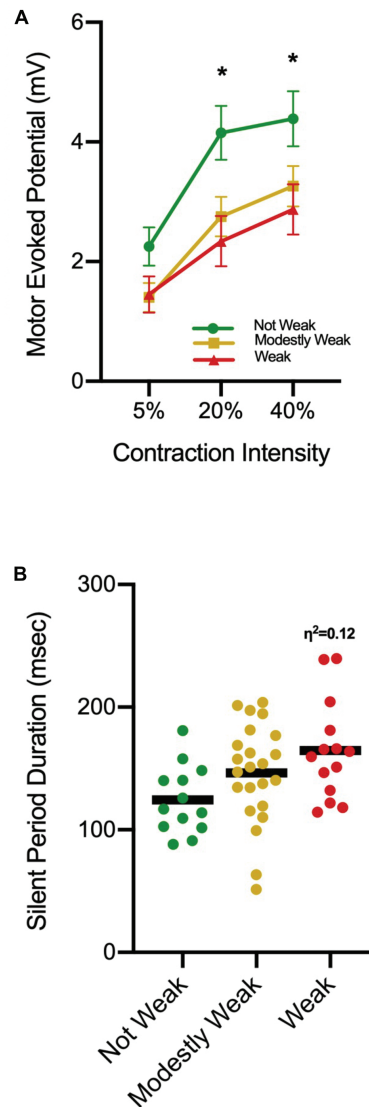 A
Motor Evoked Potential (mV)
6
4
2
0
*
*
Not Weak
Modestly Weak
Weak
5%
20%
40%
Contraction Intensity
B
Silent Period Duration (msec)
300
200
100
0
η²=0.12
Not Weak
Modestly Weak
Weak